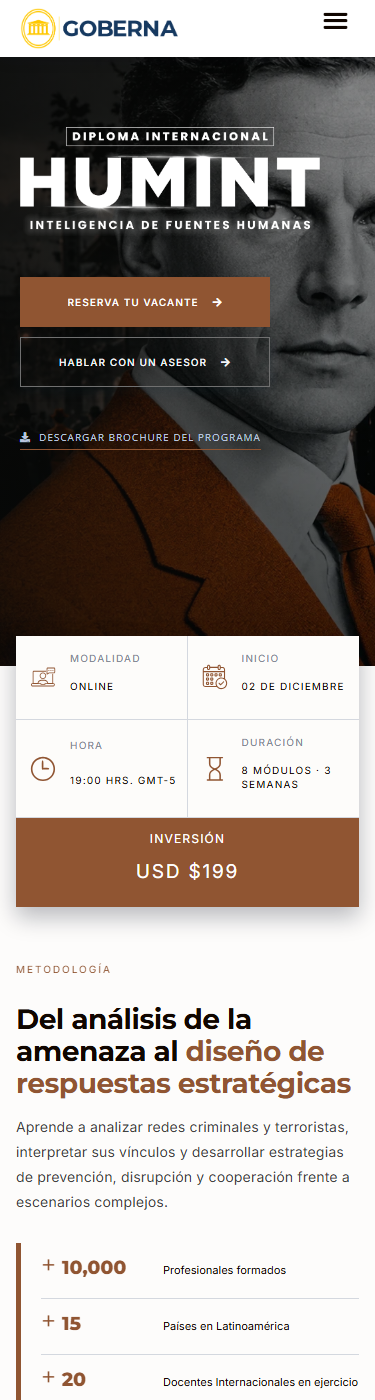 GOBERNA
DIPLOMA INTERNACIONAL
HUMINT
INTELIGENCIA DE FUENTES HUMANAS
RESERVA TU VACANTE →
HABLAR CON UN ASESOR →
DESCARGAR BROCHURE DEL PROGRAMA
MODALIDAD
ONLINE
INICIO
02 DE DICIEMBRE
HORA
19:00 HRS. GMT-5
DURACIÓN
8 MÓDULOS · 3
SEMANAS
INVERSIÓN
USD $199
METODOLOGÍA
Del análisis de la
amenaza al diseño de
respuestas estratégicas
Aprende a analizar redes criminales y terroristas,
interpretar sus vínculos y desarrollar estrategias
de prevención, disrupción y cooperación frente a
escenarios complejos.
+ 10,000 Profesionales formados
+ 15 Países en Latinoamérica
+ 20 Docentes Internacionales en ejercicio